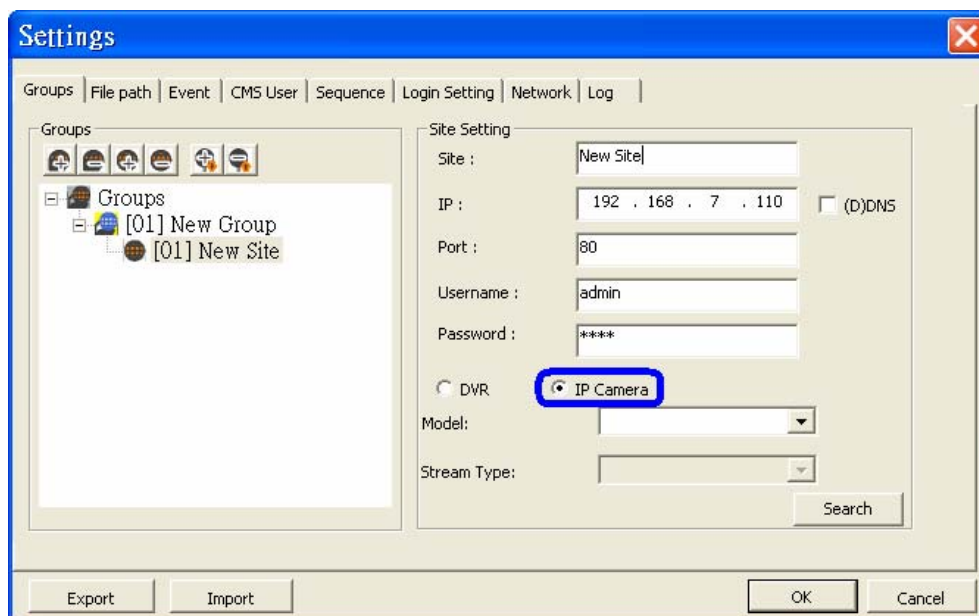 Settings
Groups File path Event CMS User Sequence Login Setting Network Log
Groups
Groups
[01] New Group
[01] New Site
Site Setting
Site : New Site
IP : 192 . 168 . 7 . 110 (D)DNS
Port : 80
Username : admin
Password : ****
DVR IP Camera
Model:
Stream Type:
Search
Export Import OK Cancel